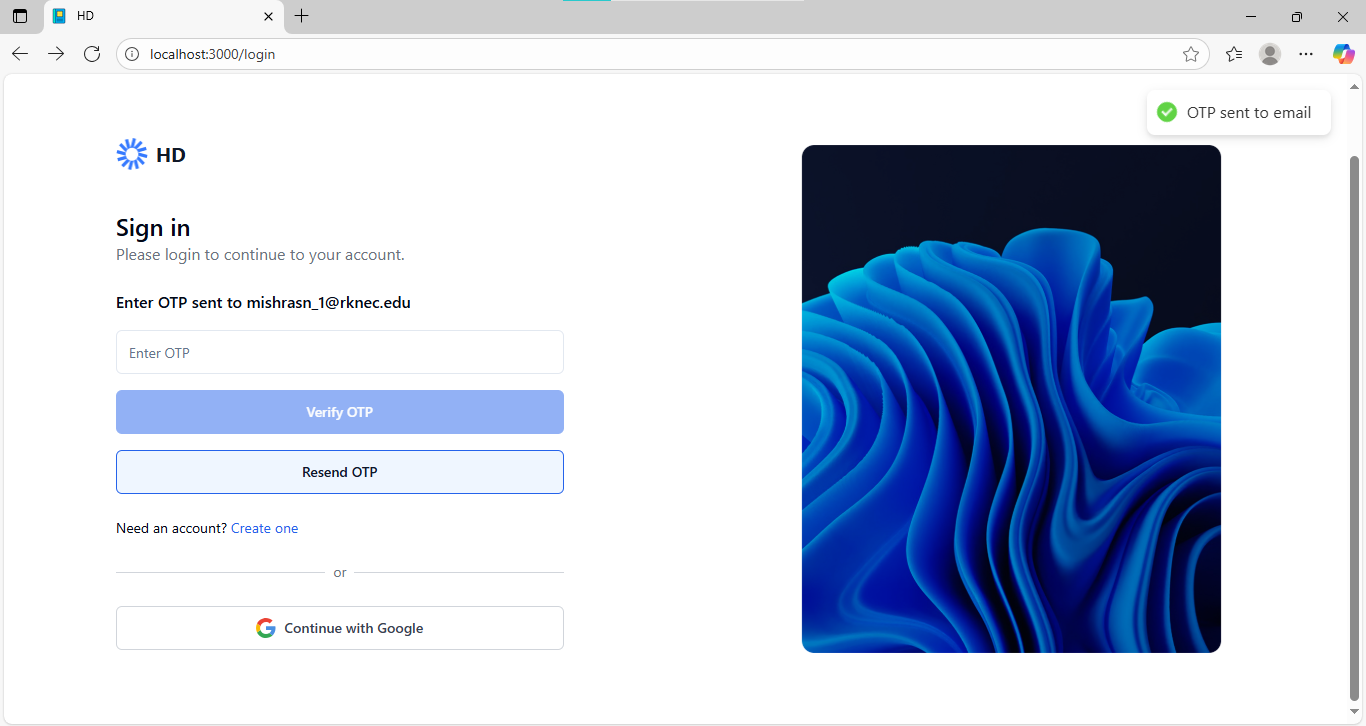 HD
localhost:3000/login
OTP sent to email
HD
Sign in
Please login to continue to your account.
Enter OTP sent to mishrasn_1@rknec.edu
Enter OTP
Verify OTP
Resend OTP
Need an account? Create one
or
Continue with Google